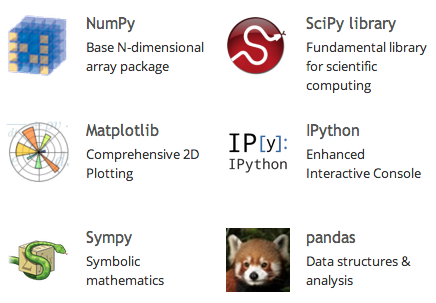 NumPy
Base N-dimensional
array package
SciPy library
Fundamental library
for scientific
computing
Matplotlib
Comprehensive 2D
Plotting
IP[y]:
IPython
IPython
Enhanced
Interactive Console
Sympy
Symbolic
mathematics
pandas
Data structures &
analysis